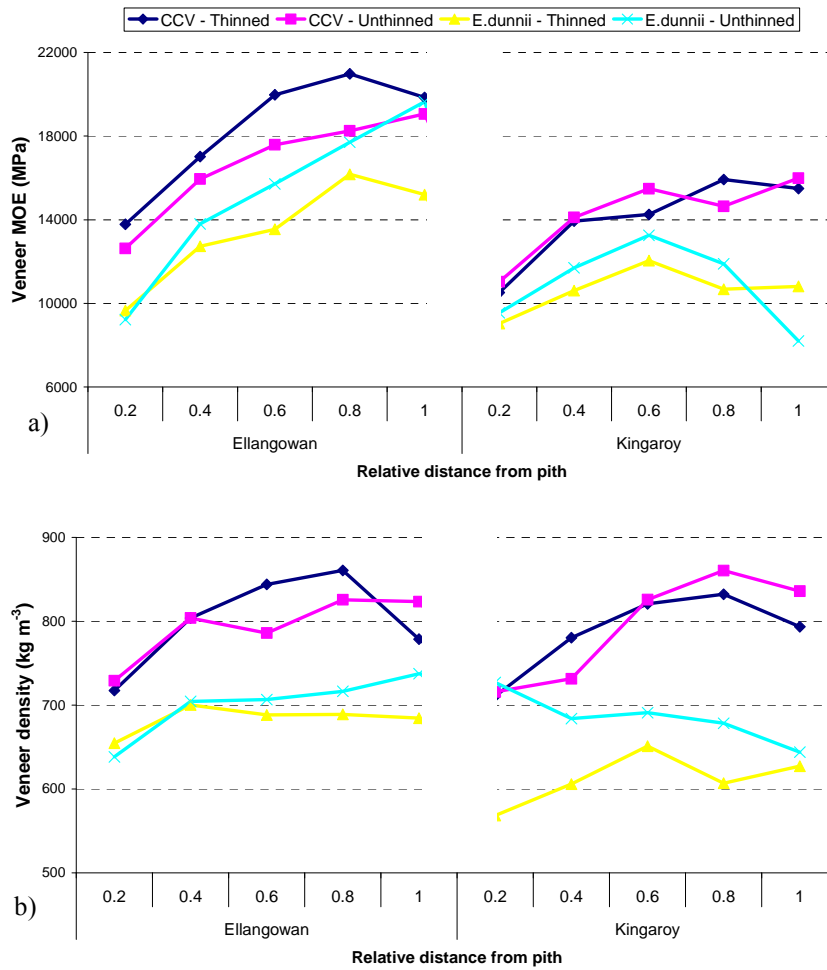 CCV - Thinned CCV - Unthinned E.dunnii - Thinned E.dunnii - Unthinned
22000
18000
14000
10000
6000
Veneer MOE (MPa)
0.2 0.4 0.6 0.8 1 0.2 0.4 0.6 0.8 1
a)
Ellangowan Kingaroy
Relative distance from pith
900
800
700
600
500
Veneer density (kg m⁻³)
0.2 0.4 0.6 0.8 1 0.2 0.4 0.6 0.8 1
b)
Ellangowan Kingaroy
Relative distance from pith